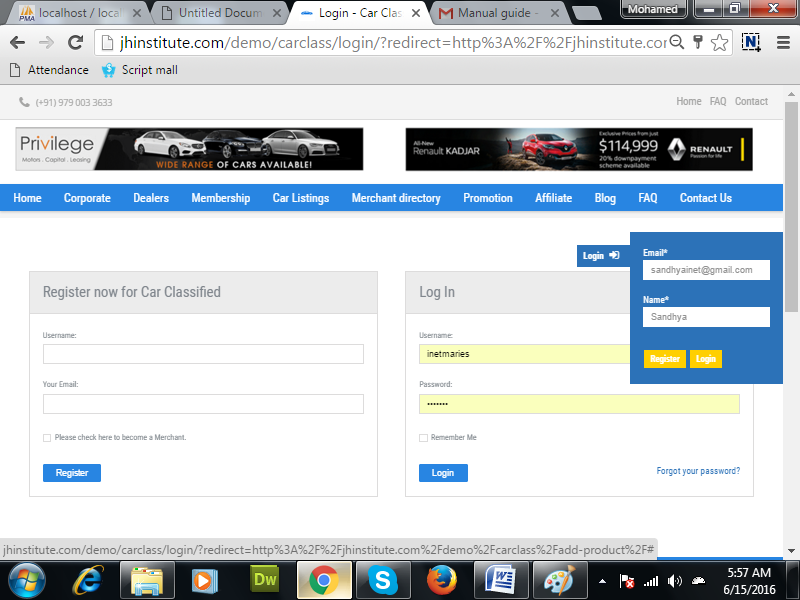 localhost / local
Untitled Docum
Login - Car Clas
Manual guide -
Mohamed
jhinstitute.com/demo/carclass/login/?redirect=http%3A%2F%2Fjhinstitute.cor
Attendance
Script mall
(+91) 979 003 3633
Home FAQ Contact
Privilege
Motors . Capital . Leasing
WIDE RANGE OF CARS AVAILABLE!
All-New
Renault KADJAR
Exclusive Prices from just
$114,999
20% downpayment
scheme available
RENAULT
Passion for life
Home Corporate Dealers Membership Car Listings Merchant directory Promotion Affiliate Blog FAQ Contact Us
Login
Email*
sandhyainet@gmail.com
Name*
Sandhya
Register Login
Register now for Car Classified
Username:
Your Email:
Please check here to become a Merchant.
Register
Log In
Username:
inetmaries
Password:
•••••••
Remember Me
Login
Forgot your password?
jhinstitute.com/demo/carclass/login/?redirect=http%3A%2F%2Fjhinstitute.com%2Fdemo%2Fcarclass%2Fadd-product%2F#
Dw
5:57 AM
6/15/2016